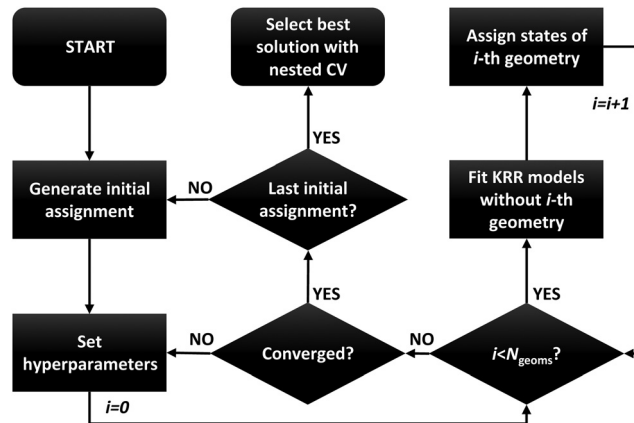 START
Select best
solution with
nested CV
Assign states of
i-th geometry
i=i+1
YES
Generate initial
assignment
NO
Last initial
assignment?
Fit KRR models
without i-th
geometry
YES
YES
Set
hyperparameters
NO
Converged?
NO
i<Ngeoms?
i=0